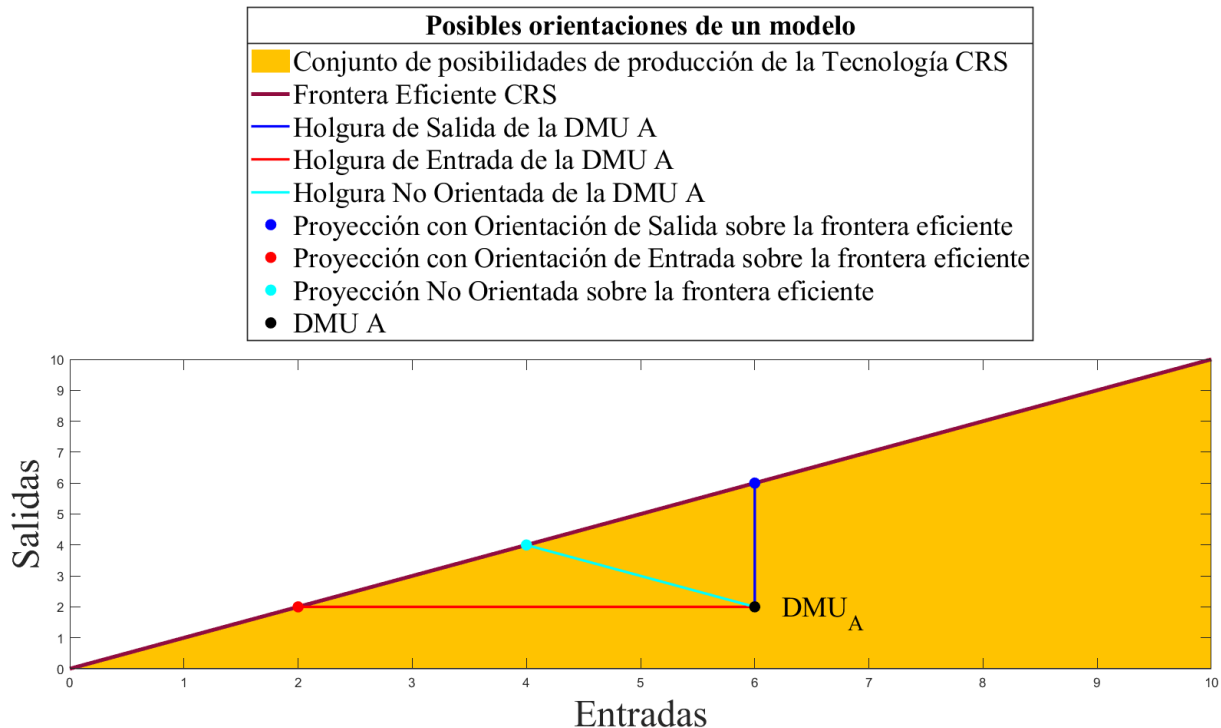 Posibles orientaciones de un modelo
Conjunto de posibilidades de producción de la Tecnología CRS
Frontera Eficiente CRS
Holgura de Salida de la DMU A
Holgura de Entrada de la DMU A
Holgura No Orientada de la DMU A
Proyección con Orientación de Salida sobre la frontera eficiente
Proyección con Orientación de Entrada sobre la frontera eficiente
Proyección No Orientada sobre la frontera eficiente
DMU A
10
9
8
7
6
5
4
3
2
1
0
Salidas
DMU_A
0 1 2 3 4 5 6 7 8 9 10
Entradas